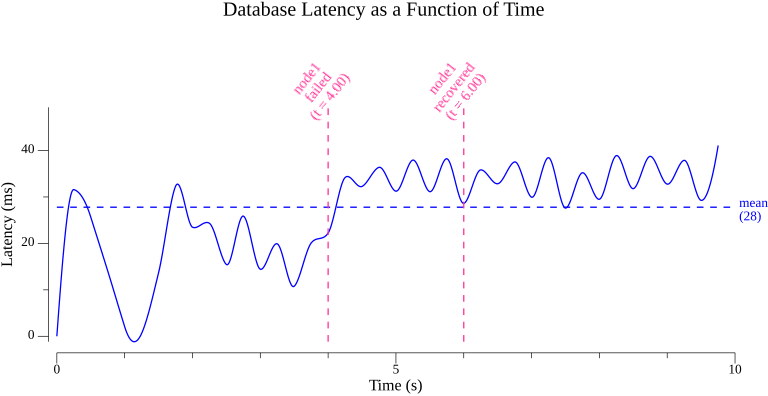 Database Latency as a Function of Time
node1
failed
(t = 4.00)
node1
recovered
(t = 6.00)
Latency (ms)
40
20
0
mean
(28)
0
5
10
Time (s)